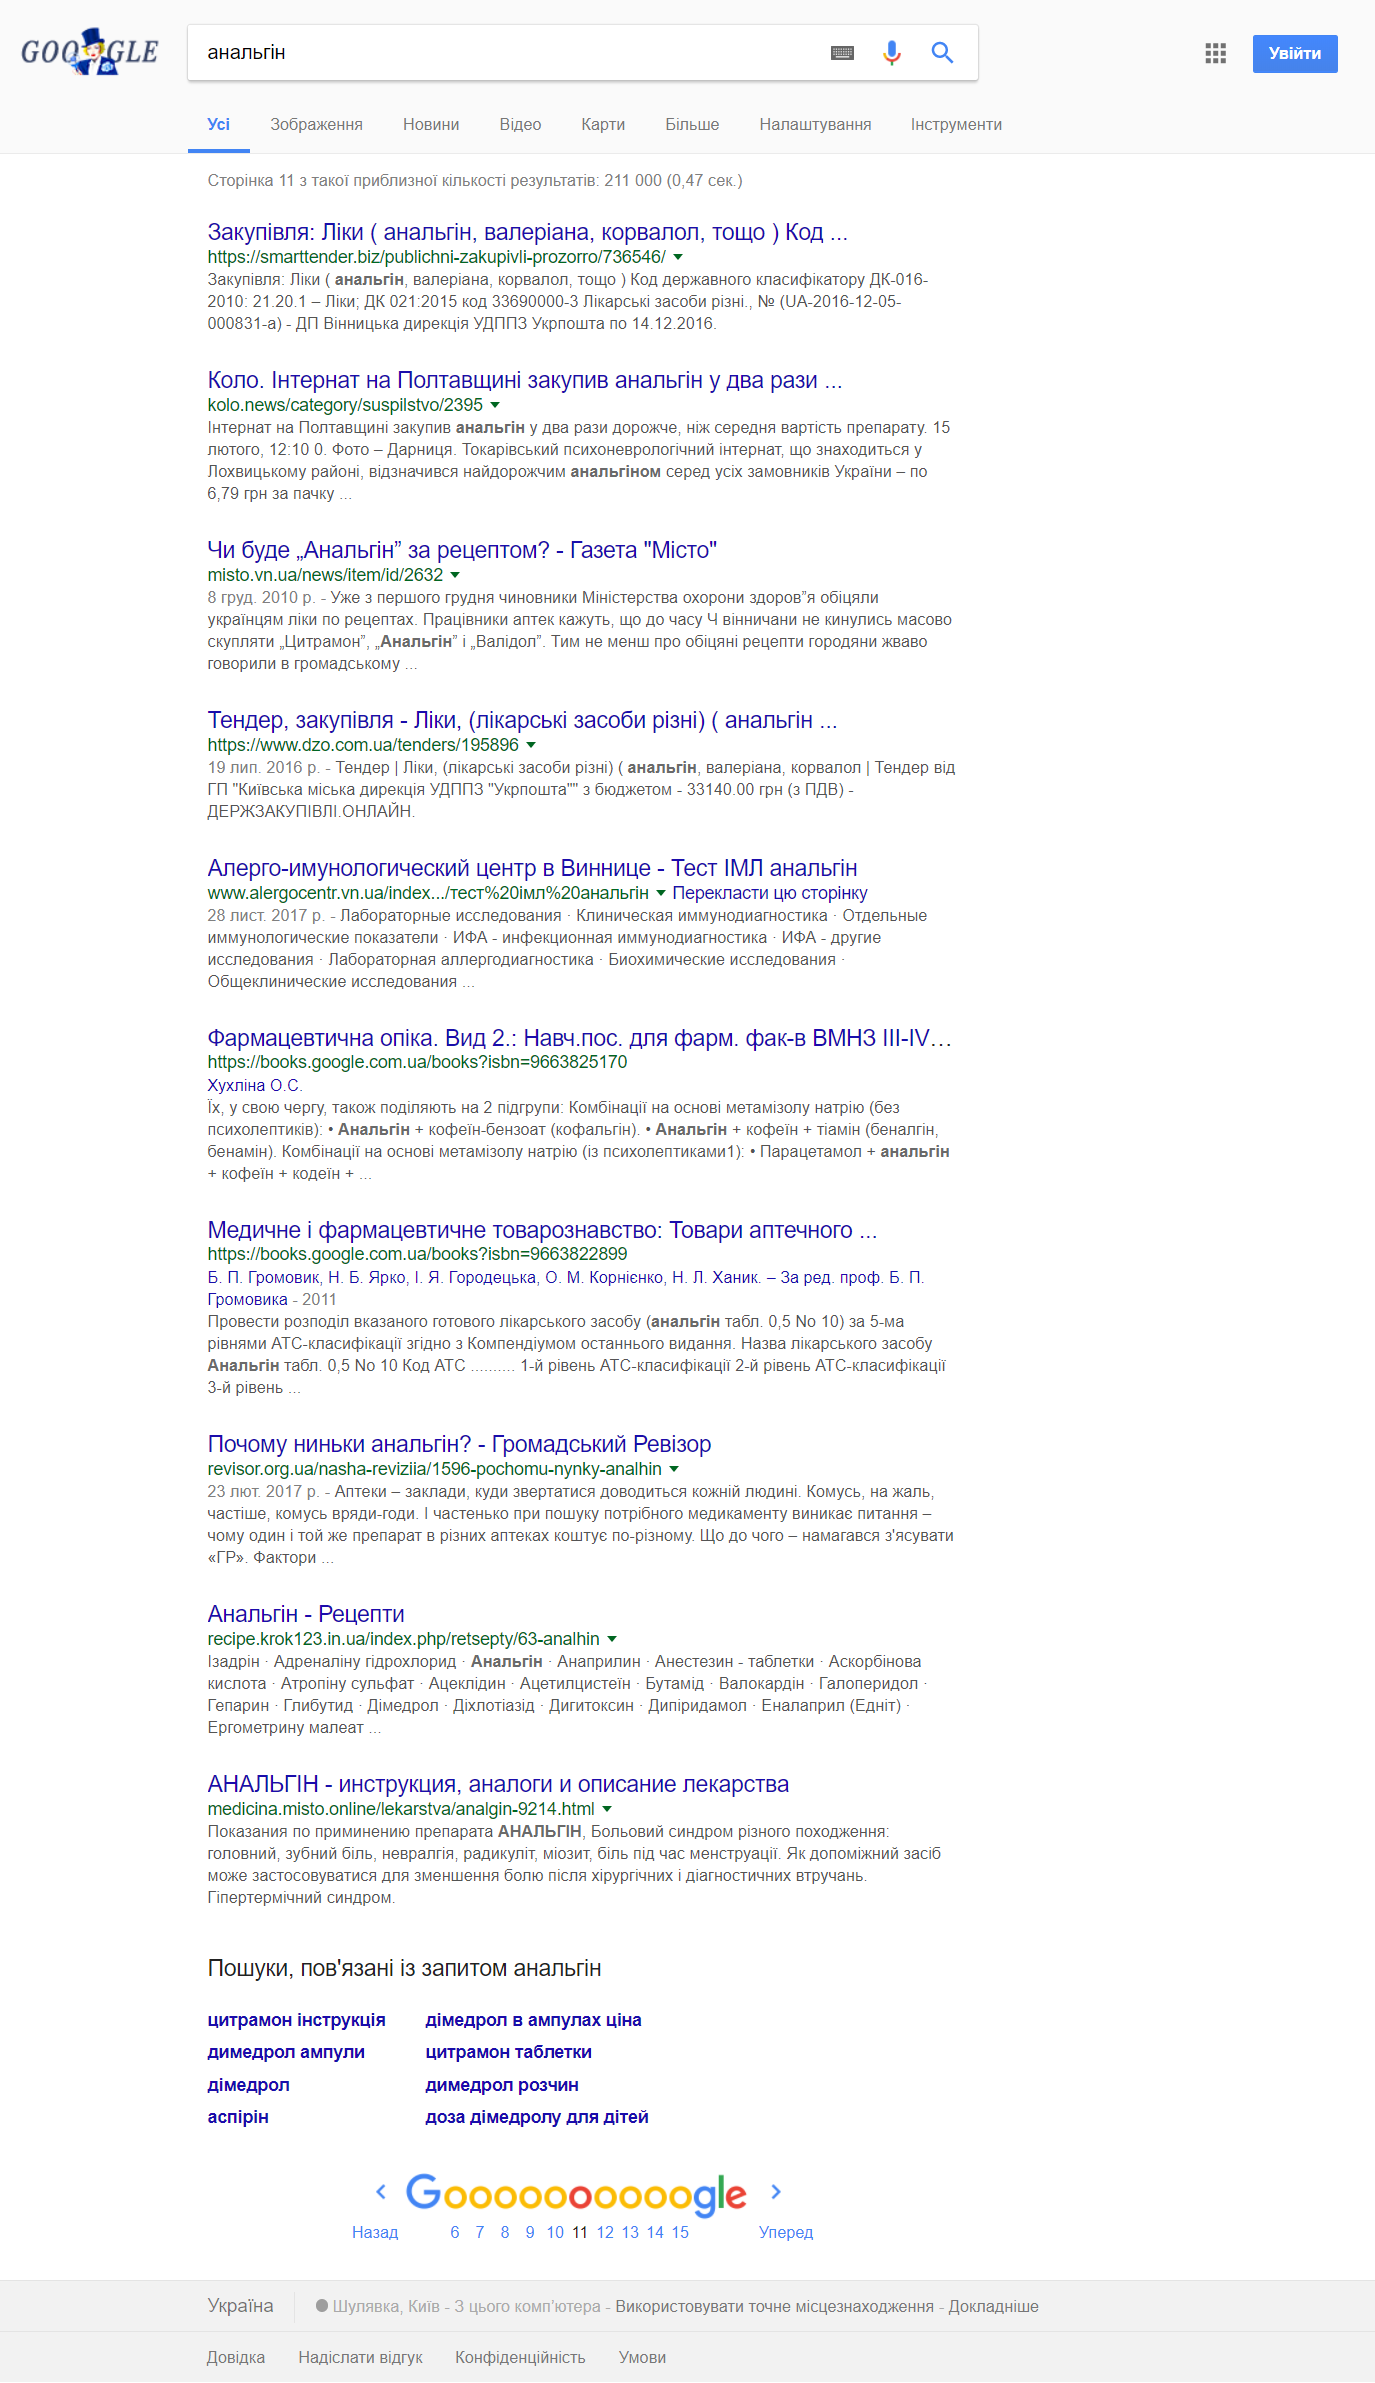 GOOGLE
анальгін
Увійти
Усі Зображення Новини Відео Карти Більше Налаштування Інструменти
Сторінка 11 з такої приблизної кількості результатів: 211 000 (0,47 сек.)
Закупівля: Ліки ( анальгін, валеріана, корвалол, тощо ) Код ...
https://smarttender.biz/publichni-zakupivli-prozorro/736546/
Закупівля: Ліки ( анальгін, валеріана, корвалол, тощо ) Код державного класифікатору ДК-016-
2010: 21.20.1 – Ліки; ДК 021:2015 код 33690000-3 Лікарські засоби різні., № (UA-2016-12-05-
000831-a) - ДП Вінницька дирекція УДППЗ Укрпошта по 14.12.2016.
Коло. Інтернат на Полтавщині закупив анальгін у два рази ...
kolo.news/category/suspilstvo/2395
Інтернат на Полтавщині закупив анальгін у два рази дорожче, ніж середня вартість препарату. 15
лютого, 12:10 0. Фото – Дарниця. Токарівський психоневрологічний інтернат, що знаходиться у
Лохвицькому районі, відзначився найдорожчим анальгіном серед усіх замовників України – по
6,79 грн за пачку ...
Чи буде „Анальгін” за рецептом? - Газета "Місто"
misto.vn.ua/news/item/id/2632
8 груд. 2010 р. - Уже з першого грудня чиновники Міністерства охорони здоров”я обіцяли
українцям ліки по рецептах. Працівники аптек кажуть, що до часу Ч вінничани не кинулись масово
скупляти „Цитрамон”, „Анальгін” і „Валідол”. Тим не менш про обіцяні рецепти городяни жваво
говорили в громадському ...
Тендер, закупівля - Ліки, (лікарські засоби різні) ( анальгін ...
https://www.dzo.com.ua/tenders/195896
19 лип. 2016 р. - Тендер | Ліки, (лікарські засоби різні) ( анальгін, валеріана, корвалол | Тендер від
ГП "Київська міська дирекція УДППЗ "Укрпошта"" з бюджетом - 33140.00 грн (з ПДВ) -
ДЕРЖЗАКУПІВЛІ.ОНЛАЙН.
Алерго-имунологический центр в Виннице - Тест ІМЛ анальгін
www.alergocentr.vn.ua/index.../тест%20імл%20анальгін Перекласти цю сторінку
28 лист. 2017 р. - Лабораторные исследования · Клиническая иммунодиагностика · Отдельные
иммунологические показатели · ИФА - инфекционная иммунодиагностика · ИФА - другие
исследования · Лабораторная аллергодиагностика · Биохимические исследования ·
Общеклинические исследования ...
Фармацевтична опіка. Вид 2.: Навч.пос. для фарм. фак-в ВМНЗ III-IV...
https://books.google.com.ua/books?isbn=9663825170
Хухліна О.С.
Їх, у свою чергу, також поділяють на 2 підгрупи: Комбінації на основі метамізолу натрію (без
психолептиків): • Анальгін + кофеїн-бензоат (кофальгін). • Анальгін + кофеїн + тіамін (беналгін,
бенамін). Комбінації на основі метамізолу натрію (із психолептиками1): • Парацетамол + анальгін
+ кофеїн + кодеїн + ...
Медичне і фармацевтичне товарознавство: Товари аптечного ...
https://books.google.com.ua/books?isbn=9663822899
Б. П. Громовик, Н. Б. Ярко, І. Я. Городецька, О. М. Корнієнко, Н. Л. Ханик. – За ред. проф. Б. П.
Громовика - 2011
Провести розподіл вказаного готового лікарського засобу (анальгін табл. 0,5 No 10) за 5-ма
рівнями АТС-класифікації згідно з Компендіумом останнього видання. Назва лікарського засобу
Анальгін табл. 0,5 No 10 Код АТС .......... 1-й рівень АТС-класифікації 2-й рівень АТС-класифікації
3-й рівень ...
Почому ниньки анальгін? - Громадський Ревізор
revisor.org.ua/nasha-reviziia/1596-pochomu-nynky-analhin
23 лют. 2017 р. - Аптеки – заклади, куди звертатися доводиться кожній людині. Комусь, на жаль,
частіше, комусь вряди-годи. І частенько при пошуку потрібного медикаменту виникає питання –
чому один і той же препарат в різних аптеках коштує по-різному. Що до чого – намагався з'ясувати
«ГР». Фактори ...
Анальгін - Рецепти
recipe.krok123.in.ua/index.php/retsepty/63-analhin
Ізадрін · Адреналіну гідрохлорид · Анальгін · Анаприлин · Анестезин - таблетки · Аскорбінова
кислота · Атропіну сульфат · Ацеклідин · Ацетилцистеїн · Бутамід · Валокардін · Галоперидол ·
Гепарин · Глибутид · Дімедрол · Діхлотіазід · Дигитоксин · Дипірідамол · Еналаприл (Едніт) ·
Ергометрину малеат ...
АНАЛЬГІН - инструкция, аналоги и описание лекарства
medicina.misto.online/lekarstva/analgin-9214.html
Показания по приминению препарата АНАЛЬГІН, Больовий синдром різного походження:
головний, зубний біль, невралгія, радикуліт, міозит, біль під час менструації. Як допоміжний засіб
може застосовуватися для зменшення болю після хірургічних і діагностичних втручань.
Гіпертермічний синдром.
Пошуки, пов'язані із запитом анальгін
цитрамон інструкція дімедрол в ампулах ціна
димедрол ампули цитрамон таблетки
дімедрол димедрол розчин
аспірін доза дімедролу для дітей
Goooooooooogle
Назад 6 7 8 9 10 11 12 13 14 15 Уперед
Україна Шулявка, Київ - З цього комп'ютера - Використовувати точне місцезнаходження - Докладніше
Довідка Надіслати відгук Конфіденційність Умови